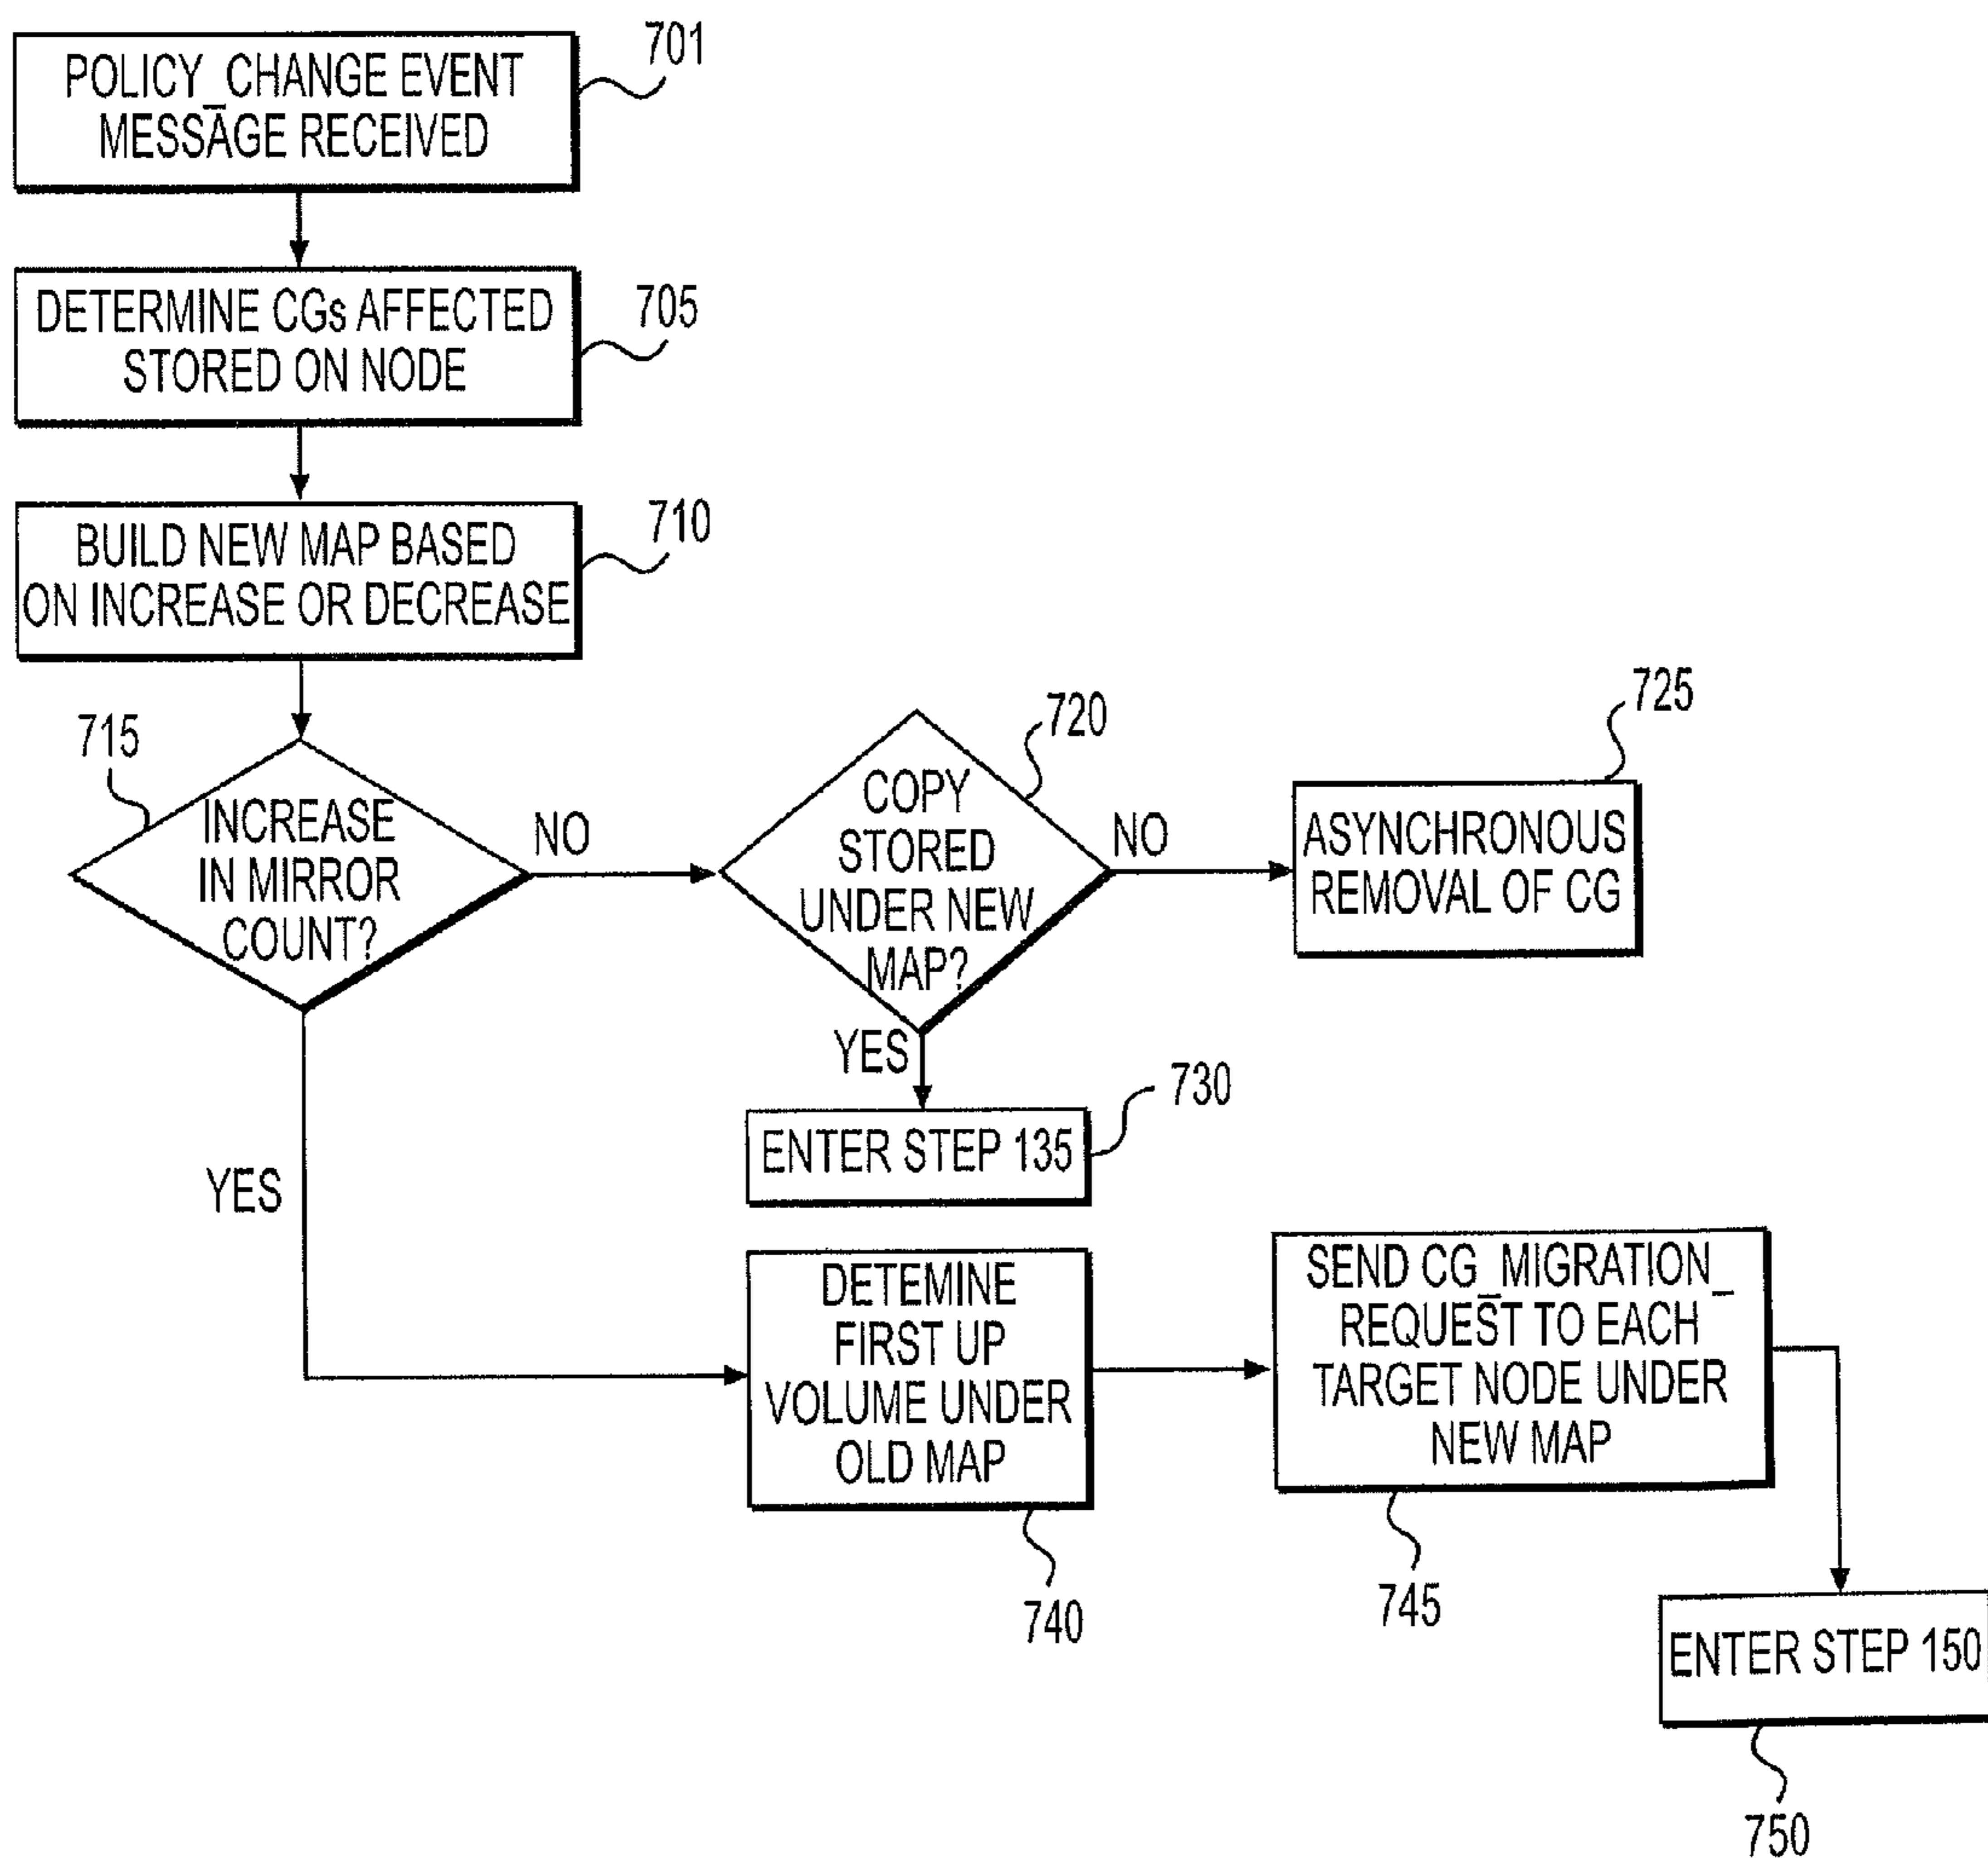 POLICY_CHANGE EVENT
MESSAGE RECEIVED
701
DETERMINE CGs AFFECTED
STORED ON NODE
705
BUILD NEW MAP BASED
ON INCREASE OR DECREASE
710
715
INCREASE
IN MIRROR
COUNT?
NO
YES
720
COPY
STORED
UNDER NEW
MAP?
NO
YES
725
ASYNCHRONOUS
REMOVAL OF CG
730
ENTER STEP 135
DETEMINE
FIRST UP
VOLUME UNDER
OLD MAP
740
SEND CG_MIGRATION_
REQUEST TO EACH
TARGET NODE UNDER
NEW MAP
745
ENTER STEP 150
750